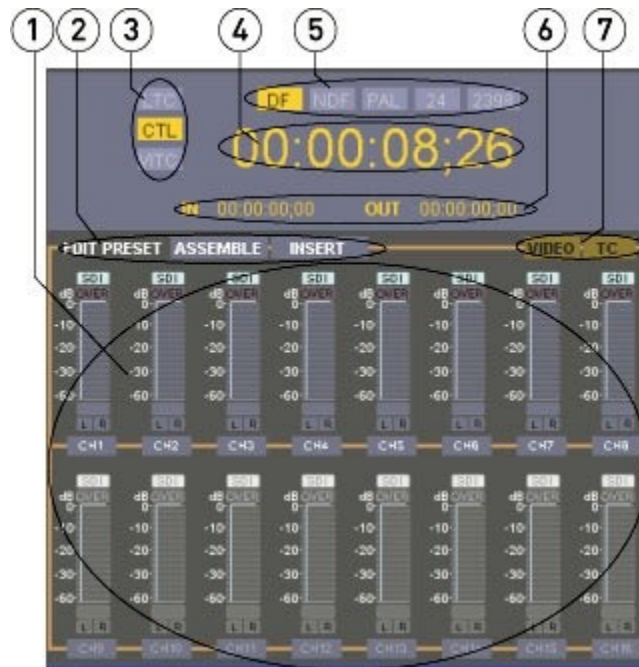 1 2 3 4 5 6 7
LTC DF NDF PAL 24 2398
CTL 00:00:08;26
VITC
IN 00:00:00;00 OUT 00:00:00;00
EDIT PRESET ASSEMBLE INSERT VIDEO TC
SDI SDI SDI SDI SDI SDI SDI SDI
dB OVER dB OVER dB OVER dB OVER dB OVER dB OVER dB OVER dB OVER
0 0 0 0 0 0 0 0
-10 -10 -10 -10 -10 -10 -10 -10
-20 -20 -20 -20 -20 -20 -20 -20
-30 -30 -30 -30 -30 -30 -30 -30
-60 -60 -60 -60 -60 -60 -60 -60
L R L R L R L R L R L R L R L R
CH1 CH2 CH3 CH4 CH5 CH6 CH7 CH8
SDI SDI SDI SDI SDI SDI SDI SDI
dB OVER dB OVER dB OVER dB OVER dB OVER dB OVER dB OVER dB OVER
0 0 0 0 0 0 0 0
-10 -10 -10 -10 -10 -10 -10 -10
-20 -20 -20 -20 -20 -20 -20 -20
-30 -30 -30 -30 -30 -30 -30 -30
-60 -60 -60 -60 -60 -60 -60 -60
L R L R L R L R L R L R L R L R
CH9 CH10 CH11 CH12 CH13 CH14 CH15 CH16